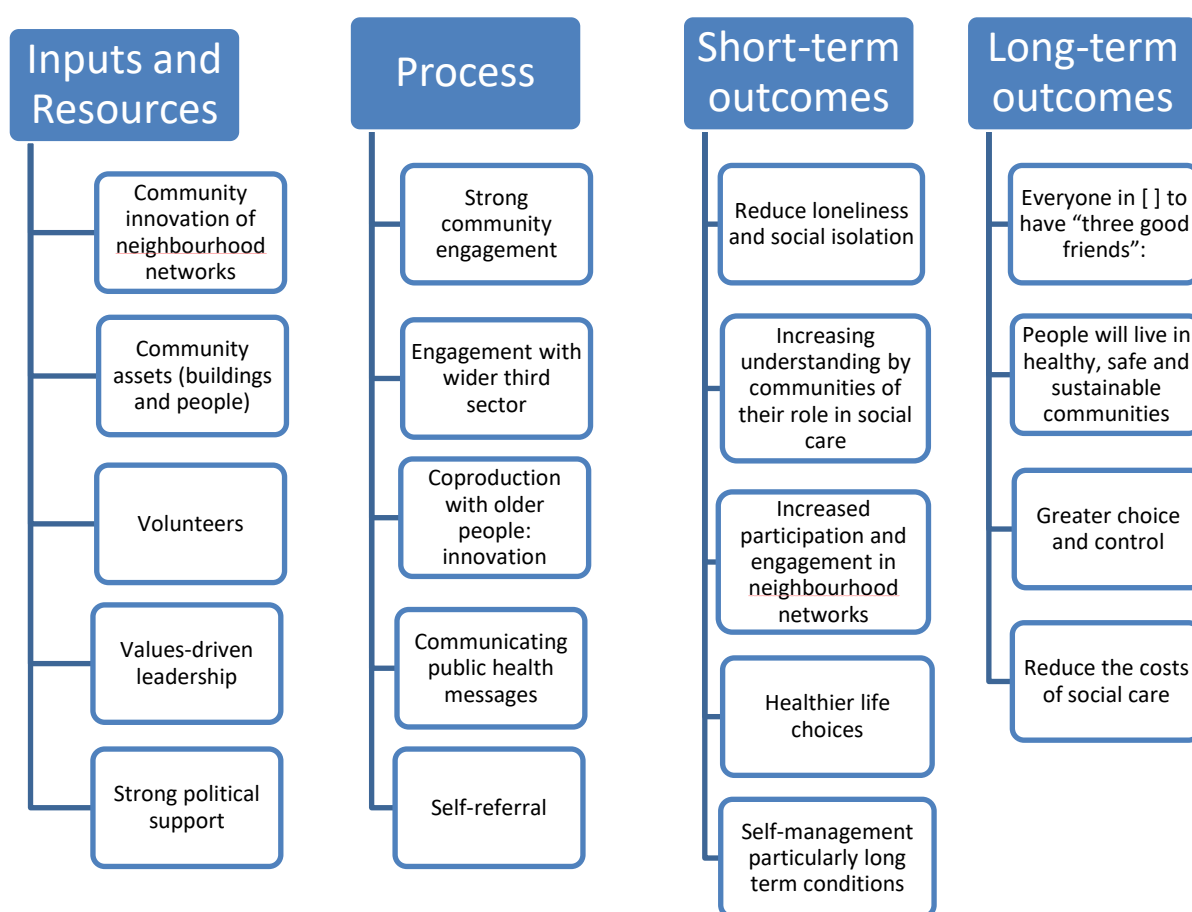 Inputs and
Resources
Community
innovation of
neighbourhood
networks
Community
assets (buildings
and people)
Volunteers
Values-driven
leadership
Strong political
support
Process
Strong
community
engagement
Engagement with
wider third
sector
Coproduction
with older
people:
innovation
Communicating
public health
messages
Self-referral
Short-term
outcomes
Reduce loneliness
and social isolation
Increasing
understanding by
communities of
their role in social
care
Increased
participation and
engagement in
neighbourhood
networks
Healthier life
choices
Self-management
particularly long
term conditions
Long-term
outcomes
Everyone in [ ] to
have “three good
friends”:
People will live in
healthy, safe and
sustainable
communities
Greater choice
and control
Reduce the costs
of social care